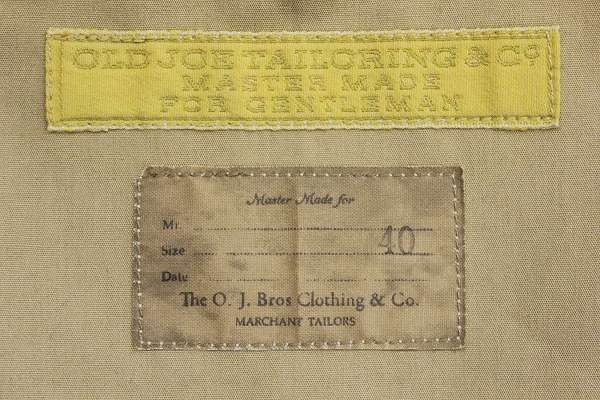 OLD JOE TAILORING & Co
MASTER MADE
FOR GENTLEMAN
Master Made for
Mr.
Size 40
Date
The O. J. Bros Clothing & Co.
MARCHANT TAILORS